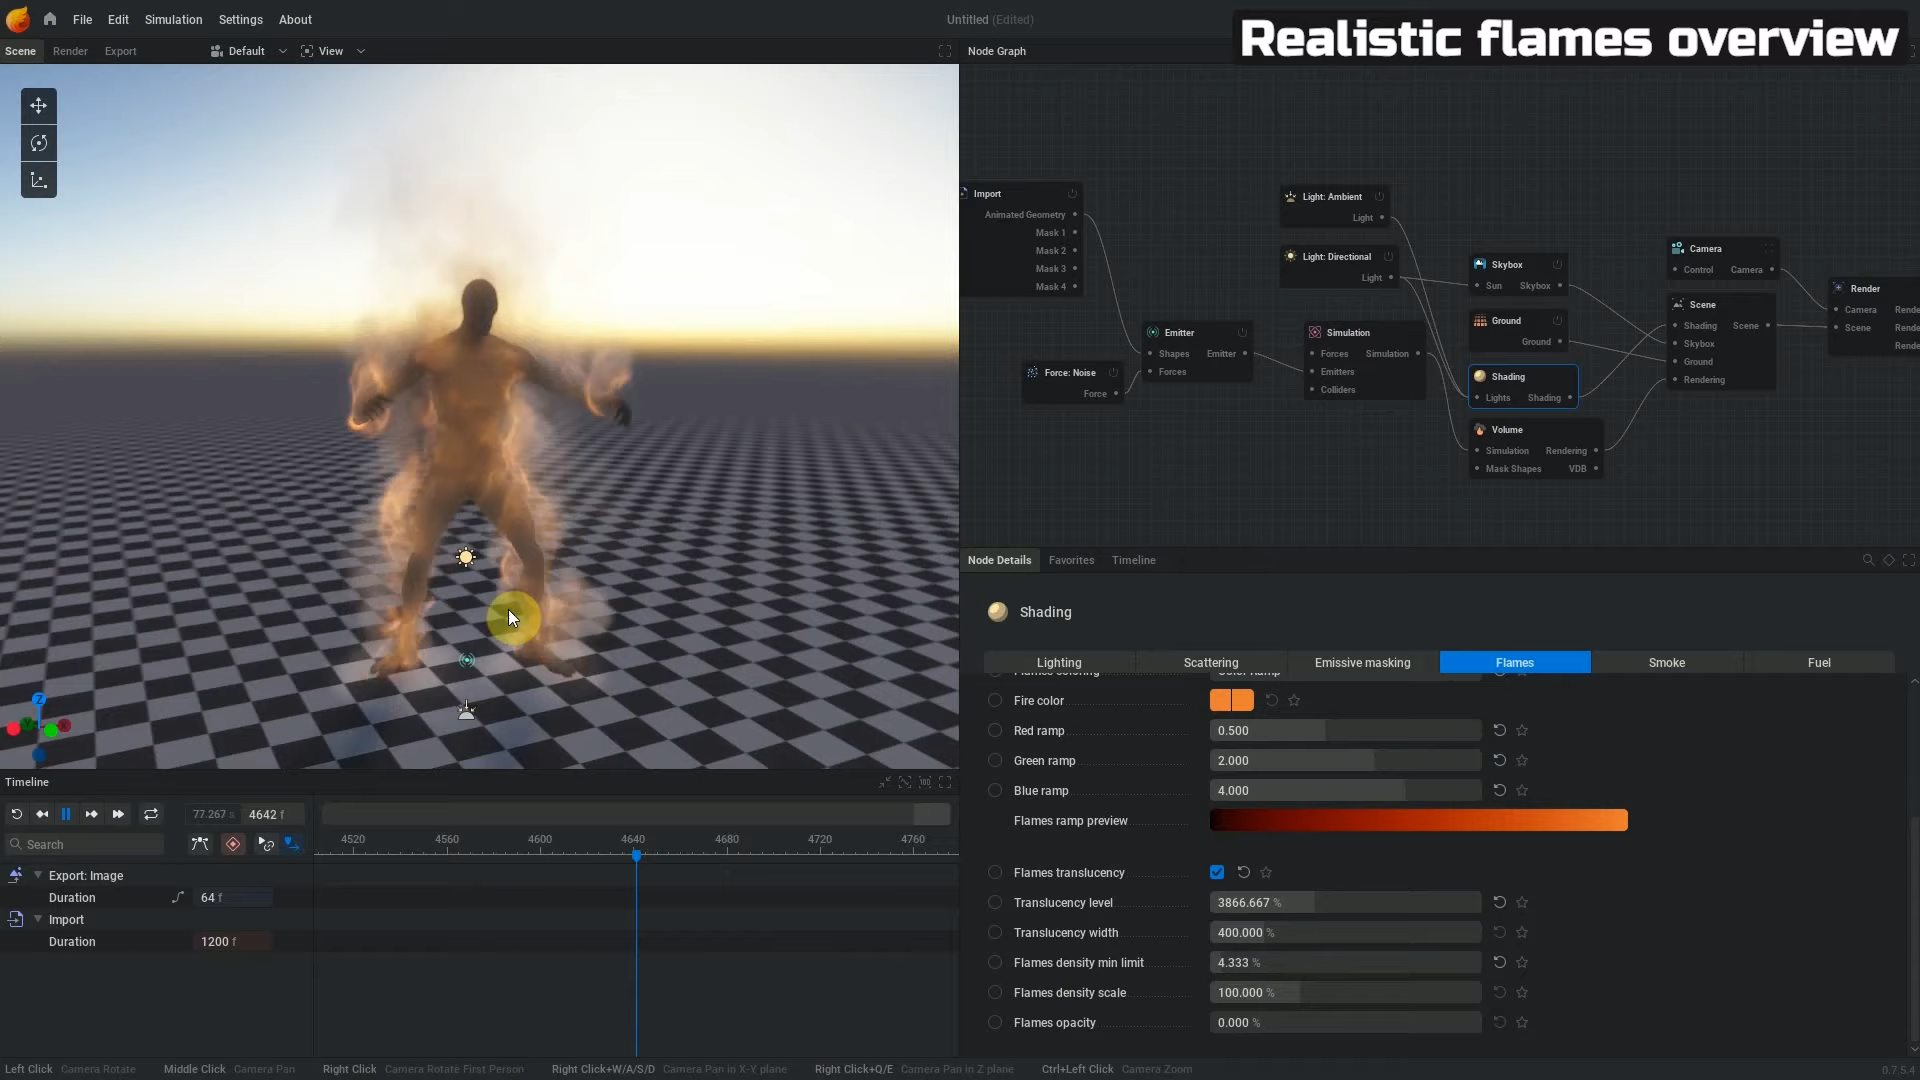 File Edit Simulation Settings About
Untitled (Edited)
Realistic flames overview
Scene Render Export Default View
Node Graph
Import
Animated Geometry
Mask 1
Mask 2
Mask 3
Mask 4
Light: Ambient
Light
Light: Directional
Light
Emitter
Shapes Emitter
Forces
Force: Noise
Force
Simulation
Forces Simulation
Emitters
Colliders
Skybox
Sun Skybox
Ground
Ground
Shading
Lights Shading
Volume
Simulation Rendering
Mask Shapes VDB
Camera
Control Camera
Scene
Shading Scene
Skybox
Ground
Rendering
Render
Camera Rende
Scene Rende
Rende
Node Details Favorites Timeline
Shading
Lighting Scattering Emissive masking Flames Smoke Fuel
Fire color
Red ramp 0.500
Green ramp 2.000
Blue ramp 4.000
Flames ramp preview
Flames translucency
Translucency level 3866.667 %
Translucency width 400.000 %
Flames density min limit 4.333 %
Flames density scale 100.000 %
Flames opacity 0.000 %
Z
Timeline
77.267 s 4642 f
Search
4520 4560 4600 4640 4680 4720 4760
Export: Image
Duration 64 f
Import
Duration 1200 f
Left Click Camera Rotate Middle Click Camera Pan Right Click Camera Rotate First Person Right Click+W/A/S/D Camera Pan in X-Y plane Right Click+Q/E Camera Pan in Z plane Ctrl+Left Click Camera Zoom 0.7.5.4